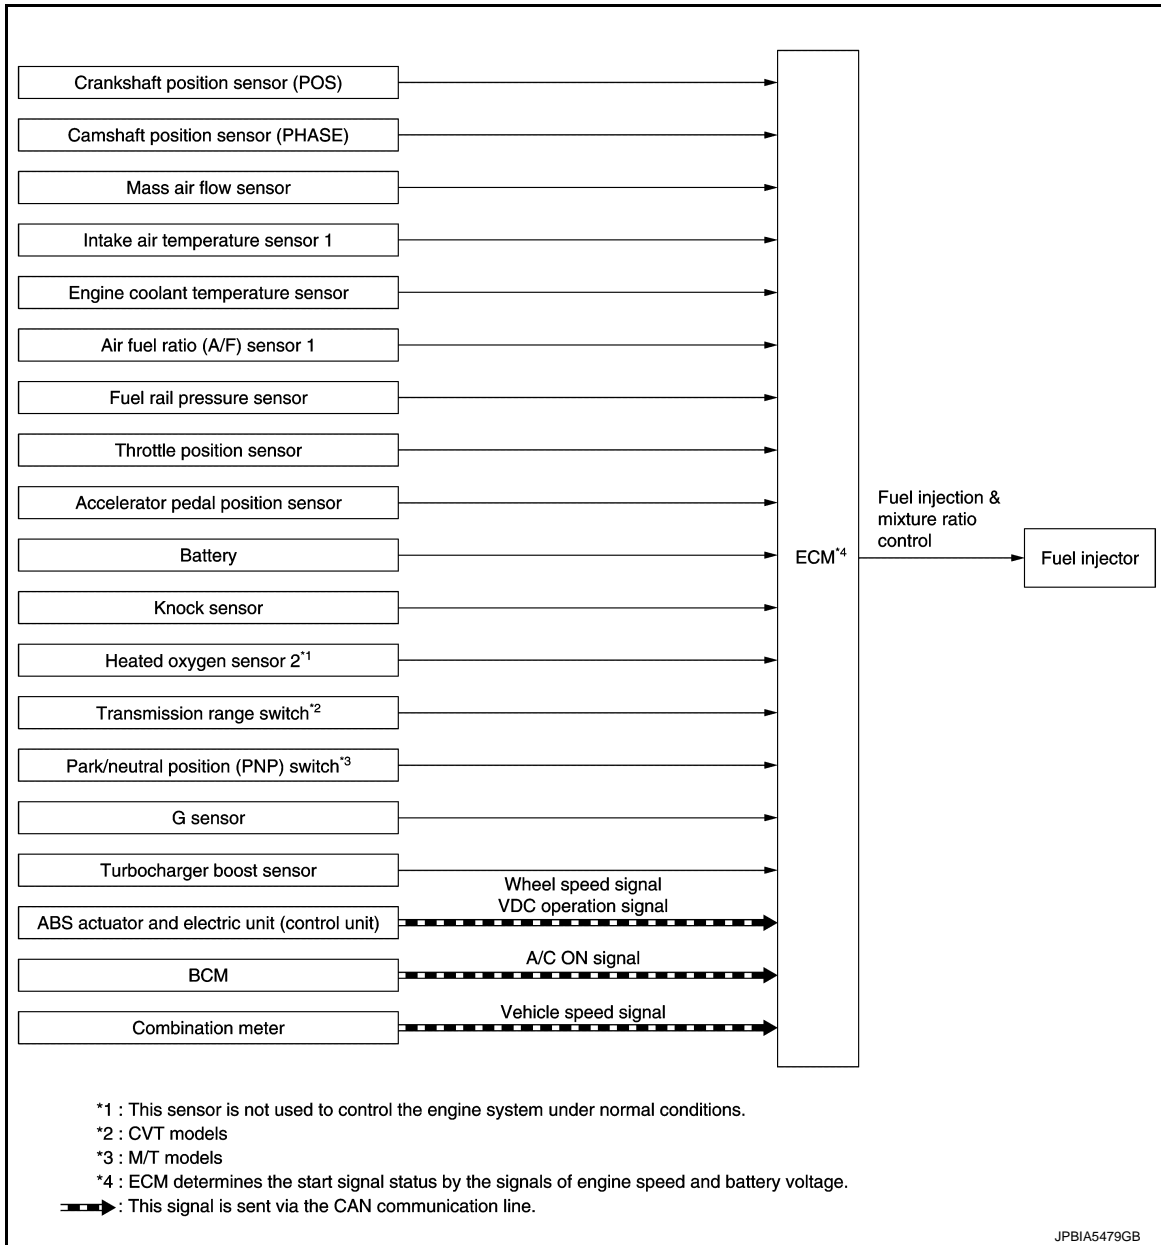 Crankshaft position sensor (POS)
Camshaft position sensor (PHASE)
Mass air flow sensor
Intake air temperature sensor 1
Engine coolant temperature sensor
Air fuel ratio (A/F) sensor 1
Fuel rail pressure sensor
Throttle position sensor
Accelerator pedal position sensor
Battery
Knock sensor
Heated oxygen sensor 2*1
Transmission range switch*2
Park/neutral position (PNP) switch*3
G sensor
Turbocharger boost sensor
ABS actuator and electric unit (control unit)
BCM
Combination meter
Wheel speed signal
VDC operation signal
A/C ON signal
Vehicle speed signal
ECM*4
Fuel injection &
mixture ratio
control
Fuel injector
*1 : This sensor is not used to control the engine system under normal conditions.
*2 : CVT models
*3 : M/T models
*4 : ECM determines the start signal status by the signals of engine speed and battery voltage.
: This signal is sent via the CAN communication line.
JPBIA5479GB